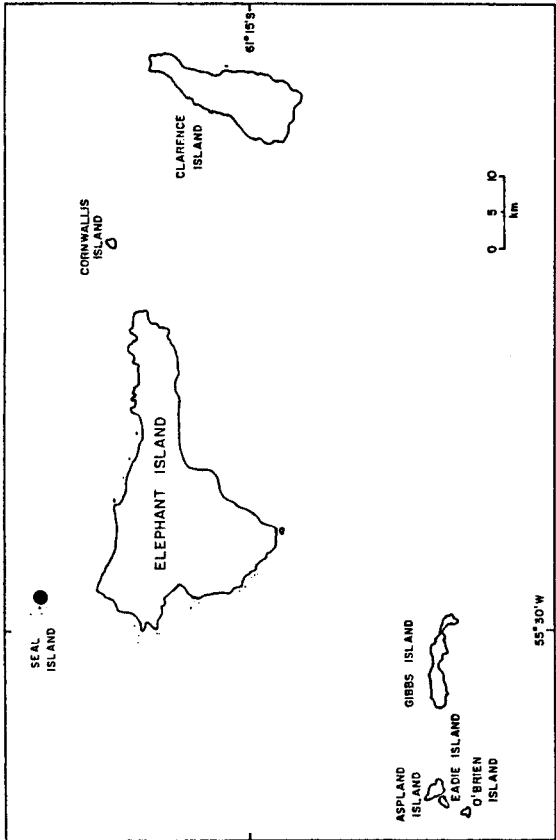 SEAL
ISLAND
ELEPHANT ISLAND
CORNWALLIS
ISLAND
CLARENCE
ISLAND
61°15'S
ASPLAND
ISLAND
EADIE ISLAND
O'BRIEN
ISLAND
GIBBS ISLAND
55°30'W
0 5 10
km